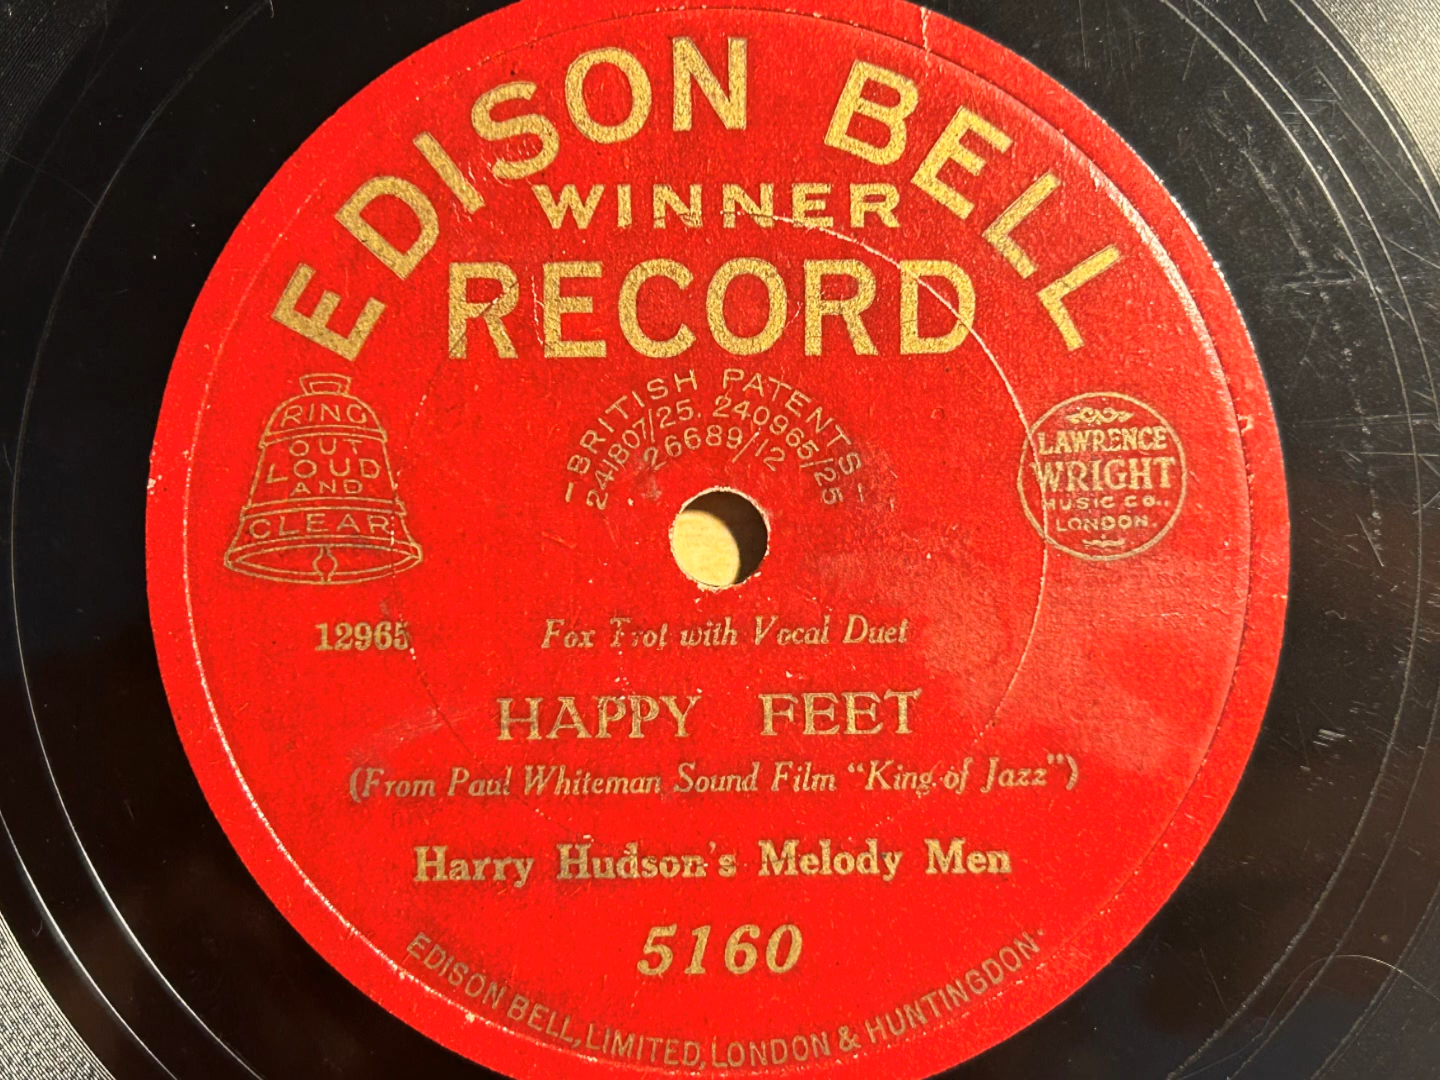 EDISON BELL
WINNER
RECORD
-BRITISH PATENTS-
241807/25. 240965/25
26689/12
RING
OUT
LOUD
AND
CLEAR
LAWRENCE
WRIGHT
MUSIC CO.,
LONDON.
12965
Fox Trot with Vocal Duet
HAPPY FEET
(From Paul Whiteman Sound Film “King of Jazz”)
Harry Hudson's Melody Men
5160
EDISON BELL, LIMITED, LONDON & HUNTINGDON.